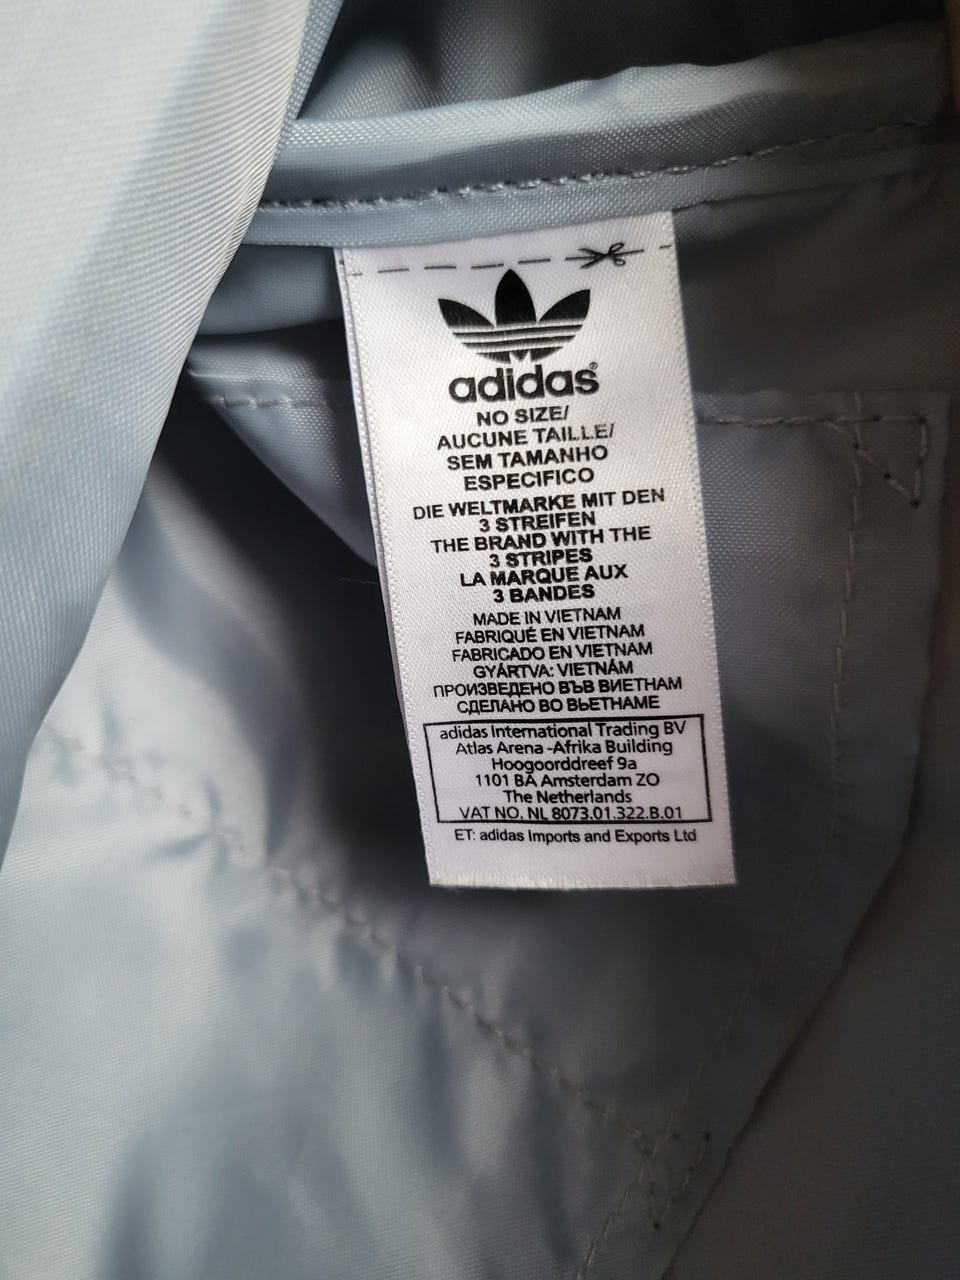 adidas®
NO SIZE/
AUCUNE TAILLE/
SEM TAMANHO
ESPECIFICO
DIE WELTMARKE MIT DEN
3 STREIFEN
THE BRAND WITH THE
3 STRIPES
LA MARQUE AUX
3 BANDES
MADE IN VIETNAM
FABRIQUÉ EN VIETNAM
FABRICADO EN VIETNAM
GYÁRTVA: VIETNÁM
ПРОИЗВЕДЕНО ВЪВ ВИЕТНАМ
СДЕЛАНО ВО ВЬЕТНАМЕ
adidas International Trading BV
Atlas Arena -Afrika Building
Hoogoorddreef 9a
1101 BA Amsterdam ZO
The Netherlands
VAT NO. NL 8073.01.322.B.01
ET: adidas Imports and Exports Ltd